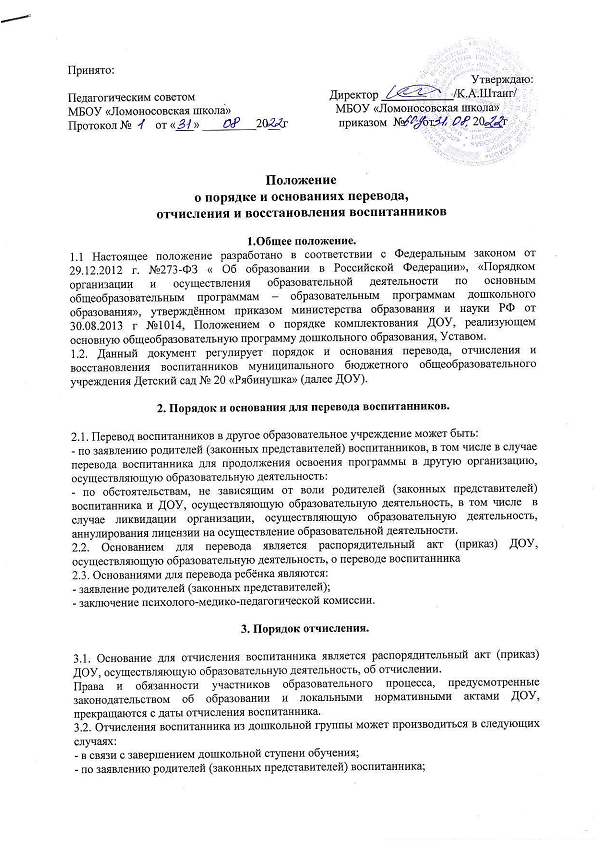 Принято:
Утверждаю:
Педагогическим советом Директор /К.А.Штанг/
МБОУ «Ломоносовская школа» МБОУ «Ломоносовская школа»
Протокол № 1 от «31» 08 2022г приказом № от 31. 08. 2022г
Положение
о порядке и основаниях перевода,
отчисления и восстановления воспитанников
1.Общее положение.
1.1 Настоящее положение разработано в соответствии с Федеральным законом от
29.12.2012 г. №273-ФЗ « Об образовании в Российской Федерации», «Порядком
организации и осуществления образовательной деятельности по основным
общеобразовательным программам – образовательным программам дошкольного
образования», утверждённом приказом министерства образования и науки РФ от
30.08.2013 г №1014, Положением о порядке комплектования ДОУ, реализующем
основную общеобразовательную программу дошкольного образования, Уставом.
1.2. Данный документ регулирует порядок и основания перевода, отчисления и
восстановления воспитанников муниципального бюджетного общеобразовательного
учреждения Детский сад № 20 «Рябинушка» (далее ДОУ).
2. Порядок и основания для перевода воспитанников.
2.1. Перевод воспитанников в другое образовательное учреждение может быть:
- по заявлению родителей (законных представителей) воспитанников, в том числе в случае
перевода воспитанника для продолжения освоения программы в другую организацию,
осуществляющую образовательную деятельность:
- по обстоятельствам, не зависящим от воли родителей (законных представителей)
воспитанника и ДОУ, осуществляющую образовательную деятельность, в том числе в
случае ликвидации организации, осуществляющую образовательную деятельность,
аннулирования лицензии на осуществление образовательной деятельности.
2.2. Основанием для перевода является распорядительный акт (приказ) ДОУ,
осуществляющую образовательную деятельность, о переводе воспитанника
2.3. Основаниями для перевода ребёнка являются:
- заявление родителей (законных представителей);
- заключение психолого-медико-педагогической комиссии.
3. Порядок отчисления.
3.1. Основание для отчисления воспитанника является распорядительный акт (приказ)
ДОУ, осуществляющую образовательную деятельность, об отчислении.
Права и обязанности участников образовательного процесса, предусмотренные
законодательством об образовании и локальными нормативными актами ДОУ,
прекращаются с даты отчисления воспитанника.
3.2. Отчисления воспитанника из дошкольной группы может производиться в следующих
случаях:
- в связи с завершением дошкольной ступени обучения;
- по заявлению родителей (законных представителей) воспитанника;